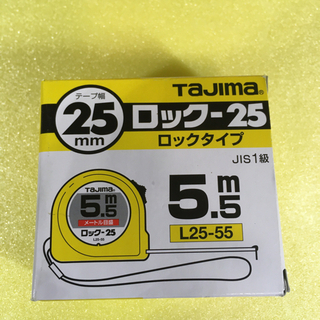 テープ幅
25
mm
TaJima®
ロック-25
ロックタイプ
JIS1級
5.5m
L25-55
TaJima
5.5m
メートル目盛
ロック-25
L25-55